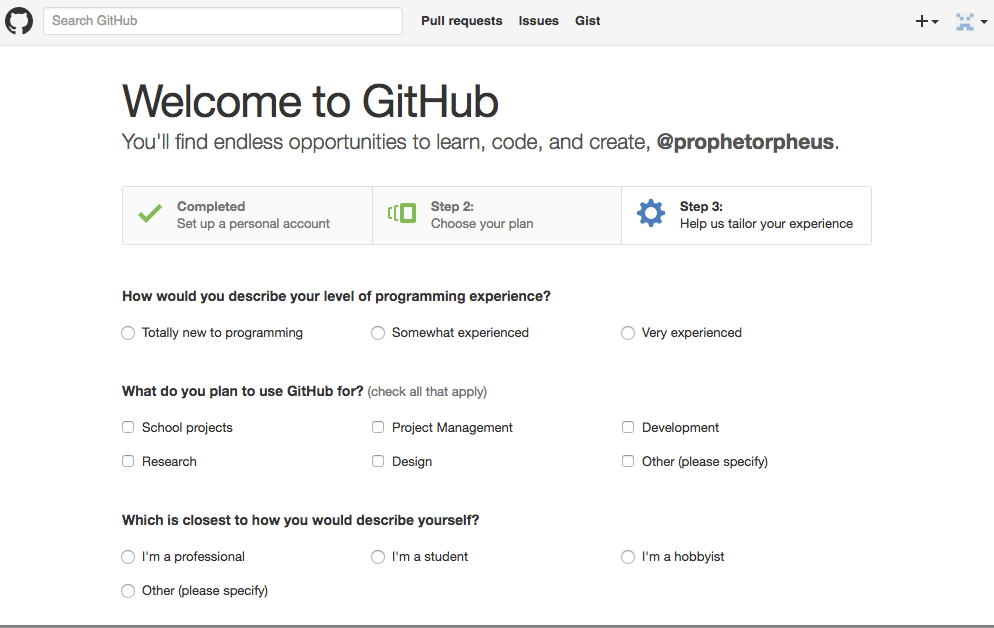 Search GitHub Pull requests Issues Gist
Welcome to GitHub
You'll find endless opportunities to learn, code, and create, @prophetorpheus.
Completed
Set up a personal account
Step 2:
Choose your plan
Step 3:
Help us tailor your experience
How would you describe your level of programming experience?
Totally new to programming Somewhat experienced Very experienced
What do you plan to use GitHub for? (check all that apply)
School projects Project Management Development
Research Design Other (please specify)
Which is closest to how you would describe yourself?
I'm a professional I'm a student I'm a hobbyist
Other (please specify)